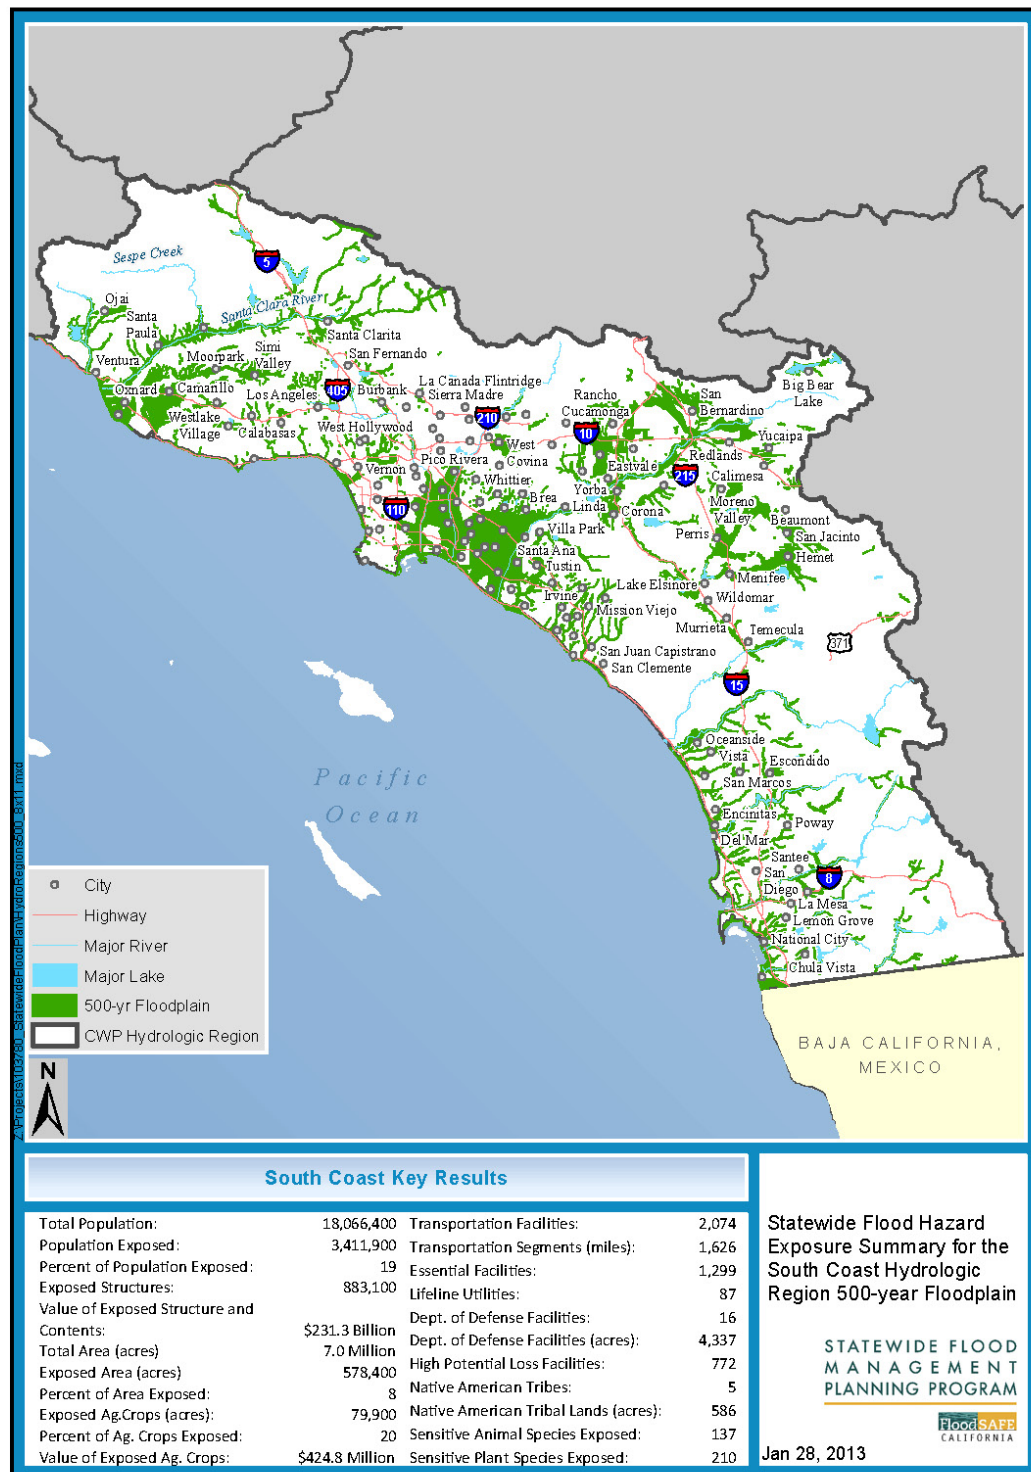 Sespe Creek
5
Ojai
Santa
Paula
Santa Clara River
Santa Clarita
Ventura
Moorpark
Simi
Valley
San Fernando
405
Burbank
La Canada Flintridge
Sierra Madre
Oxnard
Camarillo
Los Angeles
210
Rancho
Cucamonga
10
San
Bernardino
Big Bear
Lake
Westlake
Village
Calabasas
West Hollywood
West
Covina
Yucaipa
Redlands
Vernon
Pico Rivera
Whittier
Eastvale
215
Calimesa
110
Brea
Yorba
Linda
Corona
Moreno
Valley
Beaumont
Villa Park
Perris
San Jacinto
Santa Ana
Hemet
Tustin
Menifee
Irvine
Lake Elsinore
Wildomar
Mission Viejo
Murrieta
Temecula
371
San Juan Capistrano
San Clemente
15
Oceanside
Vista
Escondido
San Marcos
Encinitas
Poway
Del Mar
Santee
San
Diego
8
La Mesa
Lemon Grove
National City
Chula Vista
Pacific
Ocean
BAJA CALIFORNIA,
MEXICO
Z:\Projects\103780_StatewideFloodPlan\HydroRegions500_8x11.mxd
City
Highway
Major River
Major Lake
500-yr Floodplain
CWP Hydrologic Region
N
South Coast Key Results
Total Population: 18,066,400
Population Exposed: 3,411,900
Percent of Population Exposed: 19
Exposed Structures: 883,100
Value of Exposed Structure and
Contents: $231.3 Billion
Total Area (acres) 7.0 Million
Exposed Area (acres) 578,400
Percent of Area Exposed: 8
Exposed Ag.Crops (acres): 79,900
Percent of Ag. Crops Exposed: 20
Value of Exposed Ag. Crops: $424.8 Million
Transportation Facilities: 2,074
Transportation Segments (miles): 1,626
Essential Facilities: 1,299
Lifeline Utilities: 87
Dept. of Defense Facilities: 16
Dept. of Defense Facilities (acres): 4,337
High Potential Loss Facilities: 772
Native American Tribes: 5
Native American Tribal Lands (acres): 586
Sensitive Animal Species Exposed: 137
Sensitive Plant Species Exposed: 210
Statewide Flood Hazard
Exposure Summary for the
South Coast Hydrologic
Region 500-year Floodplain
STATEWIDE FLOOD
MANAGEMENT
PLANNING PROGRAM
FloodSAFE
CALIFORNIA
Jan 28, 2013